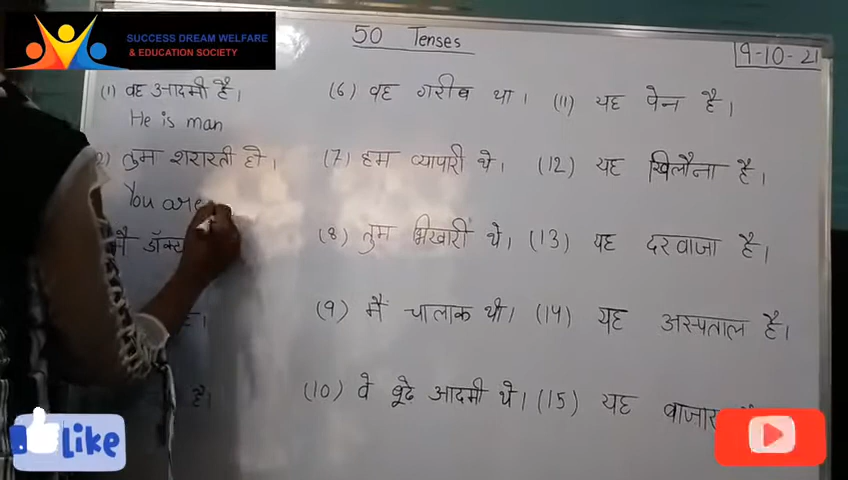 SUCCESS DREAM WELFARE
& EDUCATION SOCIETY
50 Tenses
9-10-21
(1) वह आदमी है।
He is man
2) तुम शरारती हो।
You are
मै
है।
(6) वह गरीब था।
(7) हम व्यापारी थे।
(8) तुम भिखारी थे।
(9) मैं चालाक थी।
(10) वे बूढे आदमी थे।
(11) यह पेन है।
(12) यह खिलौना है।
(13) यह दरवाजा है।
(14) यह अस्पताल है।
(15) यह
Like